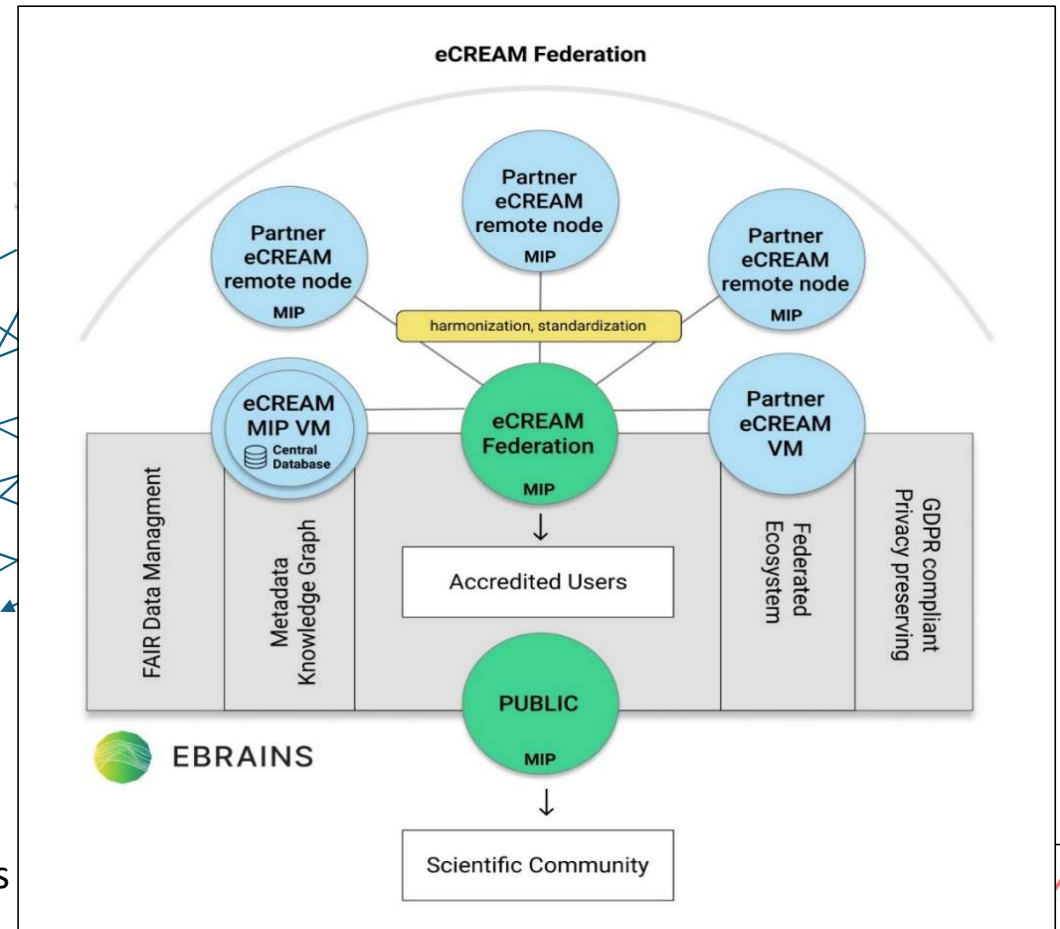 eCREAM Federation
Partner
eCREAM
remote node
MIP
Partner
eCREAM
remote node
MIP
Partner
eCREAM
remote node
MIP
harmonization, standardization
eCREAM
MIP VM
Central
Database
eCREAM
Federation
MIP
Partner
eCREAM
VM
FAIR Data Managment
Metadata
Knowledge Graph
Accredited Users
Federated
Ecosystem
GDPR compliant
Privacy preserving
PUBLIC
MIP
EBRAINS
Scientific Community
s